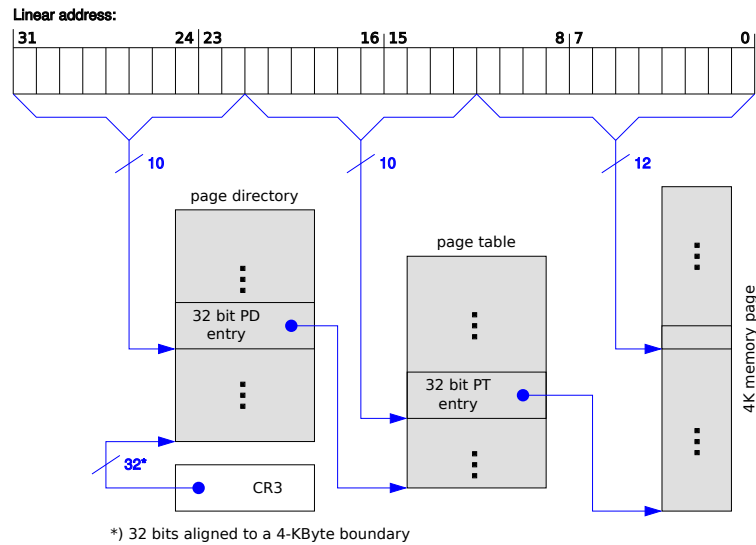 Linear address:
31 24 23 16 15 8 7 0
10 10 12
page directory
page table
32 bit PD
entry
32 bit PT
entry
4K memory page
32*
CR3
*) 32 bits aligned to a 4-KByte boundary